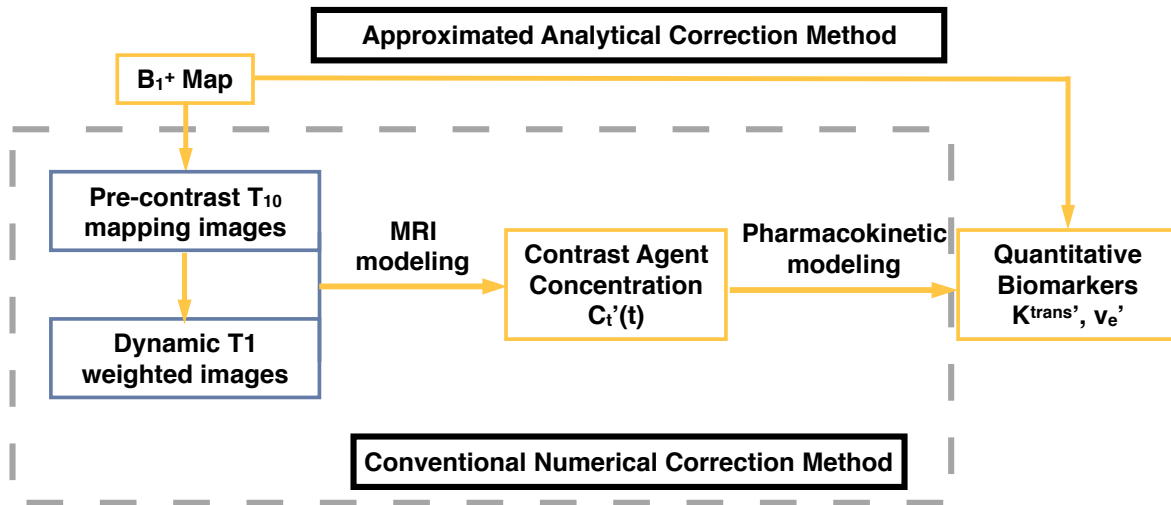 Approximated Analytical Correction Method
B₁⁺ Map
Pre-contrast T₁₀
mapping images
MRI
modeling
Dynamic T1
weighted images
Contrast Agent
Concentration
Cₜ’(t)
Pharmacokinetic
modeling
Quantitative
Biomarkers
Kᵗʳᵃⁿˢ’, vₑ’
Conventional Numerical Correction Method